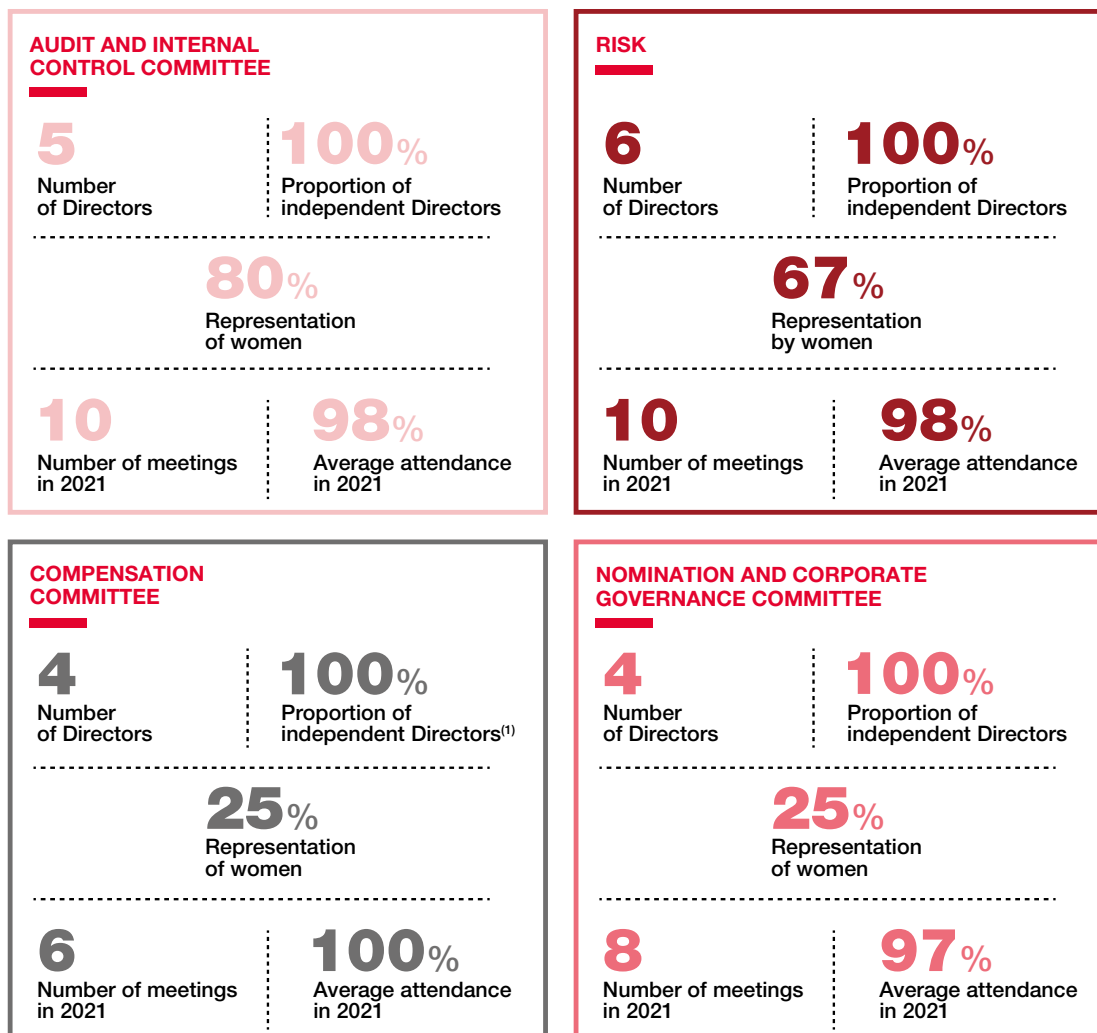 AUDIT AND INTERNAL
CONTROL COMMITTEE
5
Number
of Directors
100%
Proportion of
independent Directors
80%
Representation
of women
10
Number of meetings
in 2021
98%
Average attendance
in 2021
RISK
6
Number
of Directors
100%
Proportion of
independent Directors
67%
Representation
by women
10
Number of meetings
in 2021
98%
Average attendance
in 2021
COMPENSATION
COMMITTEE
4
Number
of Directors
100%
Proportion of
independent Directors(1)
25%
Representation
of women
6
Number of meetings
in 2021
100%
Average attendance
in 2021
NOMINATION AND CORPORATE
GOVERNANCE COMMITTEE
4
Number
of Directors
100%
Proportion of
independent Directors
25%
Representation
of women
8
Number of meetings
in 2021
97%
Average attendance
in 2021